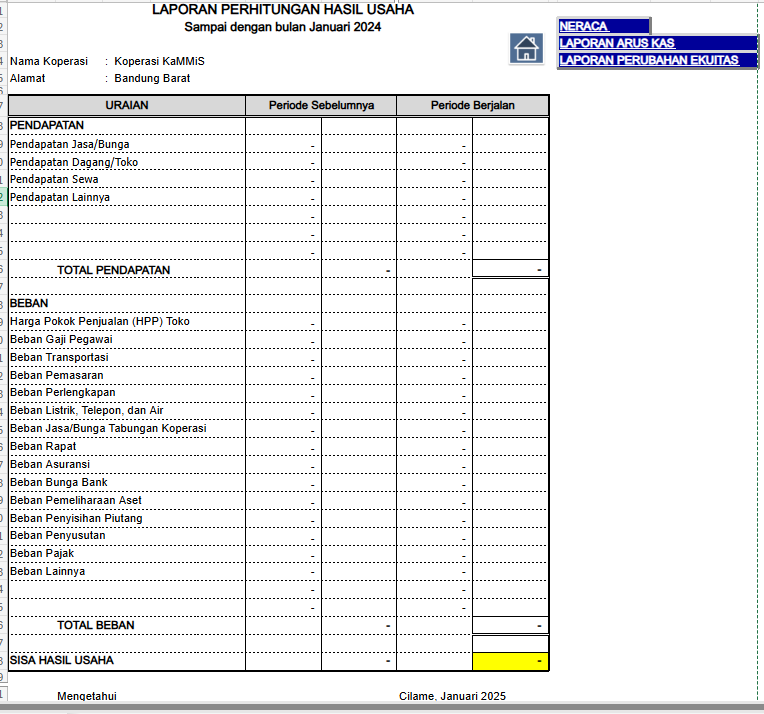 LAPORAN PERHITUNGAN HASIL USAHA
Sampai dengan bulan Januari 2024
NERACA
LAPORAN ARUS KAS
LAPORAN PERUBAHAN EKUITAS
Nama Koperasi : Koperasi KaMMiS
Alamat : Bandung Barat
URAIAN Periode Sebelumnya Periode Berjalan
PENDAPATAN
Pendapatan Jasa/Bunga - -
Pendapatan Dagang/Toko - -
Pendapatan Sewa - -
Pendapatan Lainnya - -
- -
- -
- -
TOTAL PENDAPATAN - -
BEBAN
Harga Pokok Penjualan (HPP) Toko - -
Beban Gaji Pegawai - -
Beban Transportasi - -
Beban Pemasaran - -
Beban Perlengkapan - -
Beban Listrik, Telepon, dan Air - -
Beban Jasa/Bunga Tabungan Koperasi - -
Beban Rapat - -
Beban Asuransi - -
Beban Bunga Bank - -
Beban Pemeliharaan Aset - -
Beban Penyisihan Piutang - -
Beban Penyusutan - -
Beban Pajak - -
Beban Lainnya - -
- -
- -
TOTAL BEBAN - -
SISA HASIL USAHA - -
Mengetahui Cilame, Januari 2025